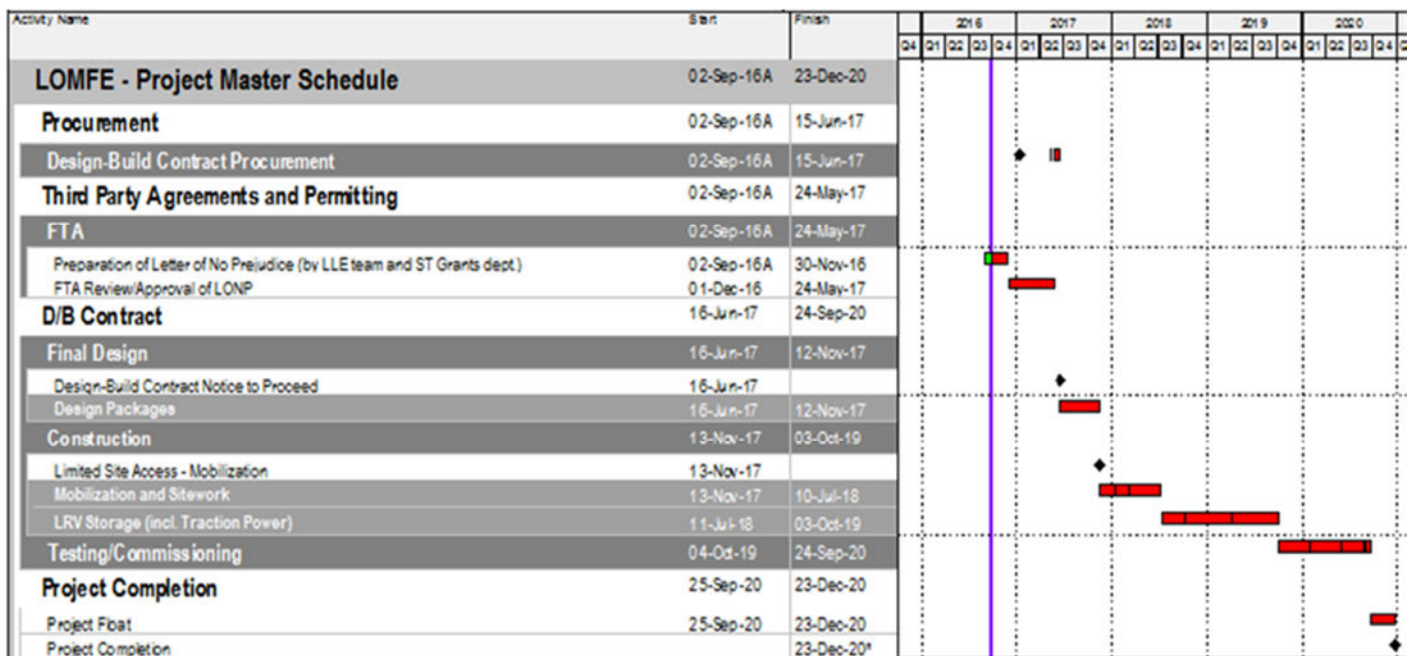 Activity Name Start Finish 2016 2017 2018 2019 2020
Q4 Q1 Q2 Q3 Q4 Q1 Q2 Q3 Q4 Q1 Q2 Q3 Q4 Q1 Q2 Q3 Q4 Q1 Q2 Q3 Q4
LOMFE - Project Master Schedule 02-Sep-16A 23-Dec-20
Procurement 02-Sep-16A 15-Jun-17
Design-Build Contract Procurement 02-Sep-16A 15-Jun-17
Third Party Agreements and Permitting 02-Sep-16A 24-May-17
FTA 02-Sep-16A 24-May-17
Preparation of Letter of No Prejudice (by LLE team and ST Grants dept.) 02-Sep-16A 30-Nov-16
FTA Review/Approval of LONP 01-Dec-16 24-May-17
D/B Contract 16-Jun-17 24-Sep-20
Final Design 16-Jun-17 12-Nov-17
Design-Build Contract Notice to Proceed 16-Jun-17
Design Packages 16-Jun-17 12-Nov-17
Construction 13-Nov-17 03-Oct-19
Limited Site Access - Mobilization 13-Nov-17
Mobilization and Sitework 13-Nov-17 10-Jul-18
LRV Storage (incl. Traction Power) 11-Jul-18 03-Oct-19
Testing/Commissioning 04-Oct-19 24-Sep-20
Project Completion 25-Sep-20 23-Dec-20
Project Float 25-Sep-20 23-Dec-20
Project Completion 23-Dec-20*